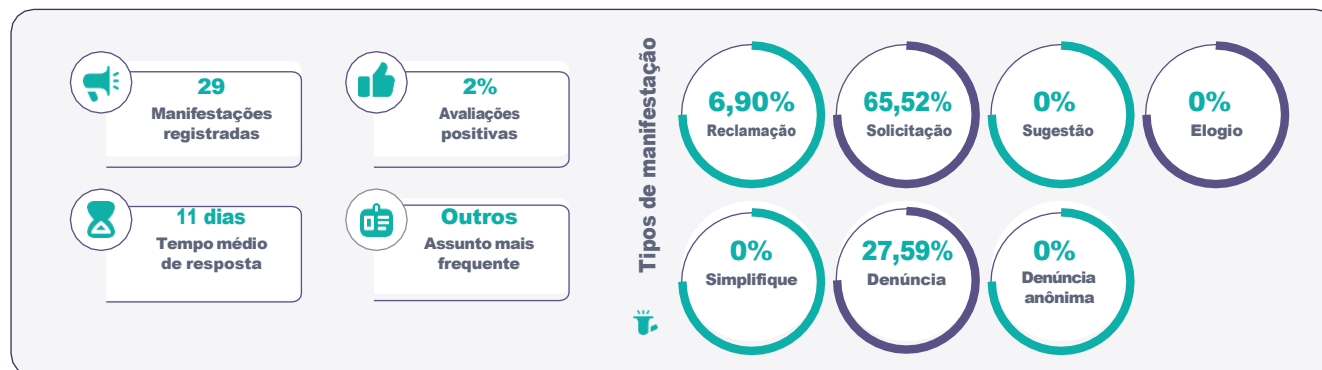 29
Manifestações
registradas
2%
Avaliações
positivas
11 dias
Tempo médio
de resposta
Outros
Assunto mais
frequente
Tipos de manifestação
6,90%
Reclamação
65,52%
Solicitação
0%
Sugestão
0%
Elogio
0%
Simplifique
27,59%
Denúncia
0%
Denúncia
anônima